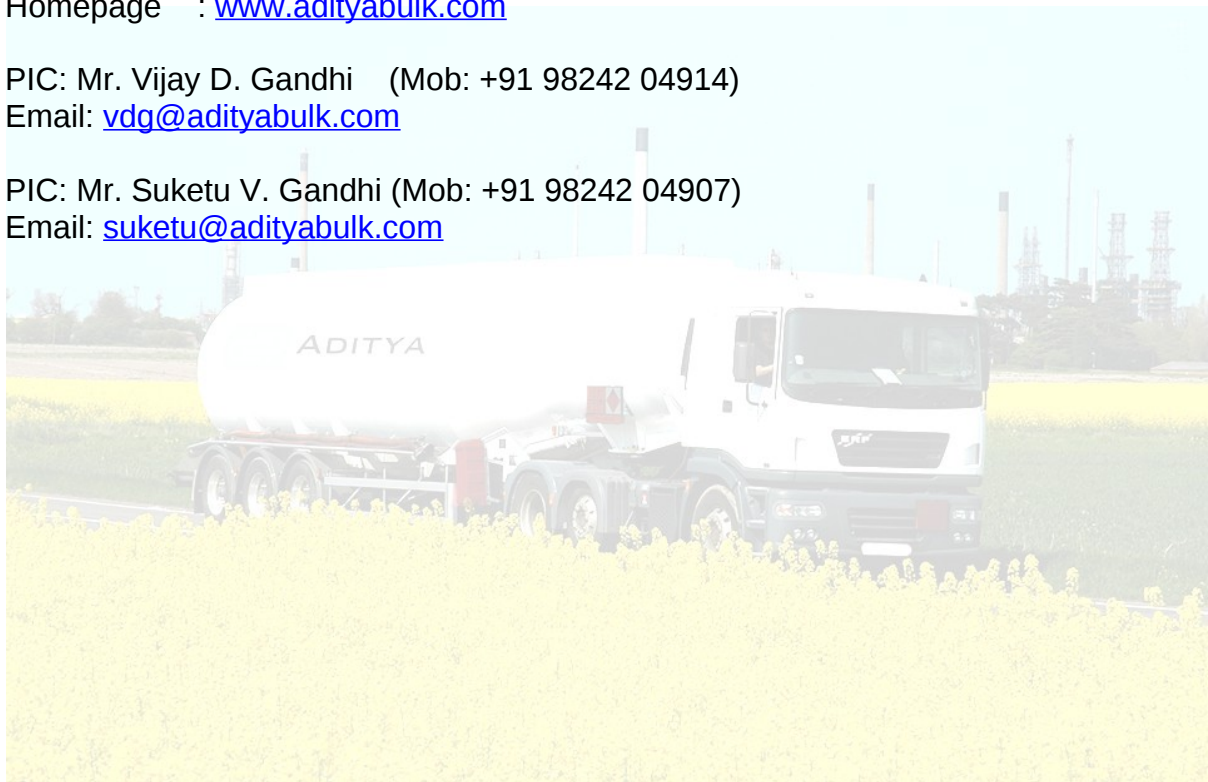 Homepage : www.adityabulk.com
PIC: Mr. Vijay D. Gandhi (Mob: +91 98242 04914)
Email: vdg@adityabulk.com
PIC: Mr. Suketu V. Gandhi (Mob: +91 98242 04907)
Email: suketu@adityabulk.com
ADITYA
ERF